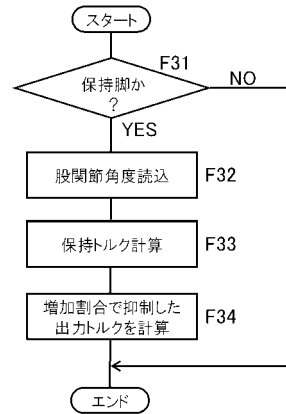 スタート
F31
保持脚か
?
NO
YES
股関節角度読込
F32
保持トルク計算
F33
増加割合で抑制した
出力トルクを計算
F34
エンド